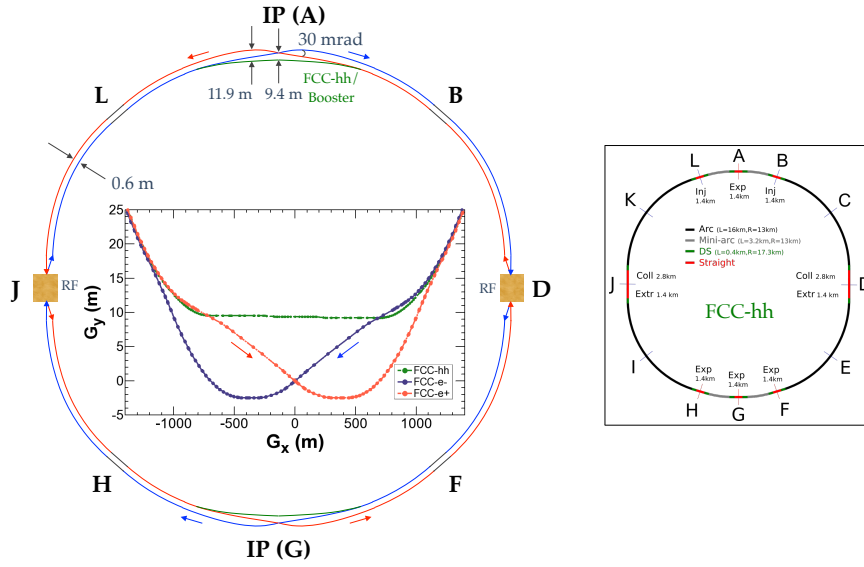 IP (A)
30 mrad
L
11.9 m
9.4 m
FCC-hh/
Booster
B
0.6 m
25
20
15
10
5
0
-5
-1000
-500
0
500
1000
G_y (m)
G_x (m)
FCC-hh
FCC-e-
FCC-e+
J
RF
RF
D
H
F
IP (G)
L
A
B
Inj
1.4km
Exp
1.4km
Inj
1.4km
K
C
Arc (L=16km,R=13km)
Mini-arc (L=3.2km,R=13km)
DS (L=0.4km,R=17.3km)
Straight
J
Coll 2.8km
Extr 1.4 km
Coll 2.8km
Extr 1.4 km
D
FCC-hh
I
E
Exp
1.4km
Exp
1.4km
Exp
1.4km
H
G
F